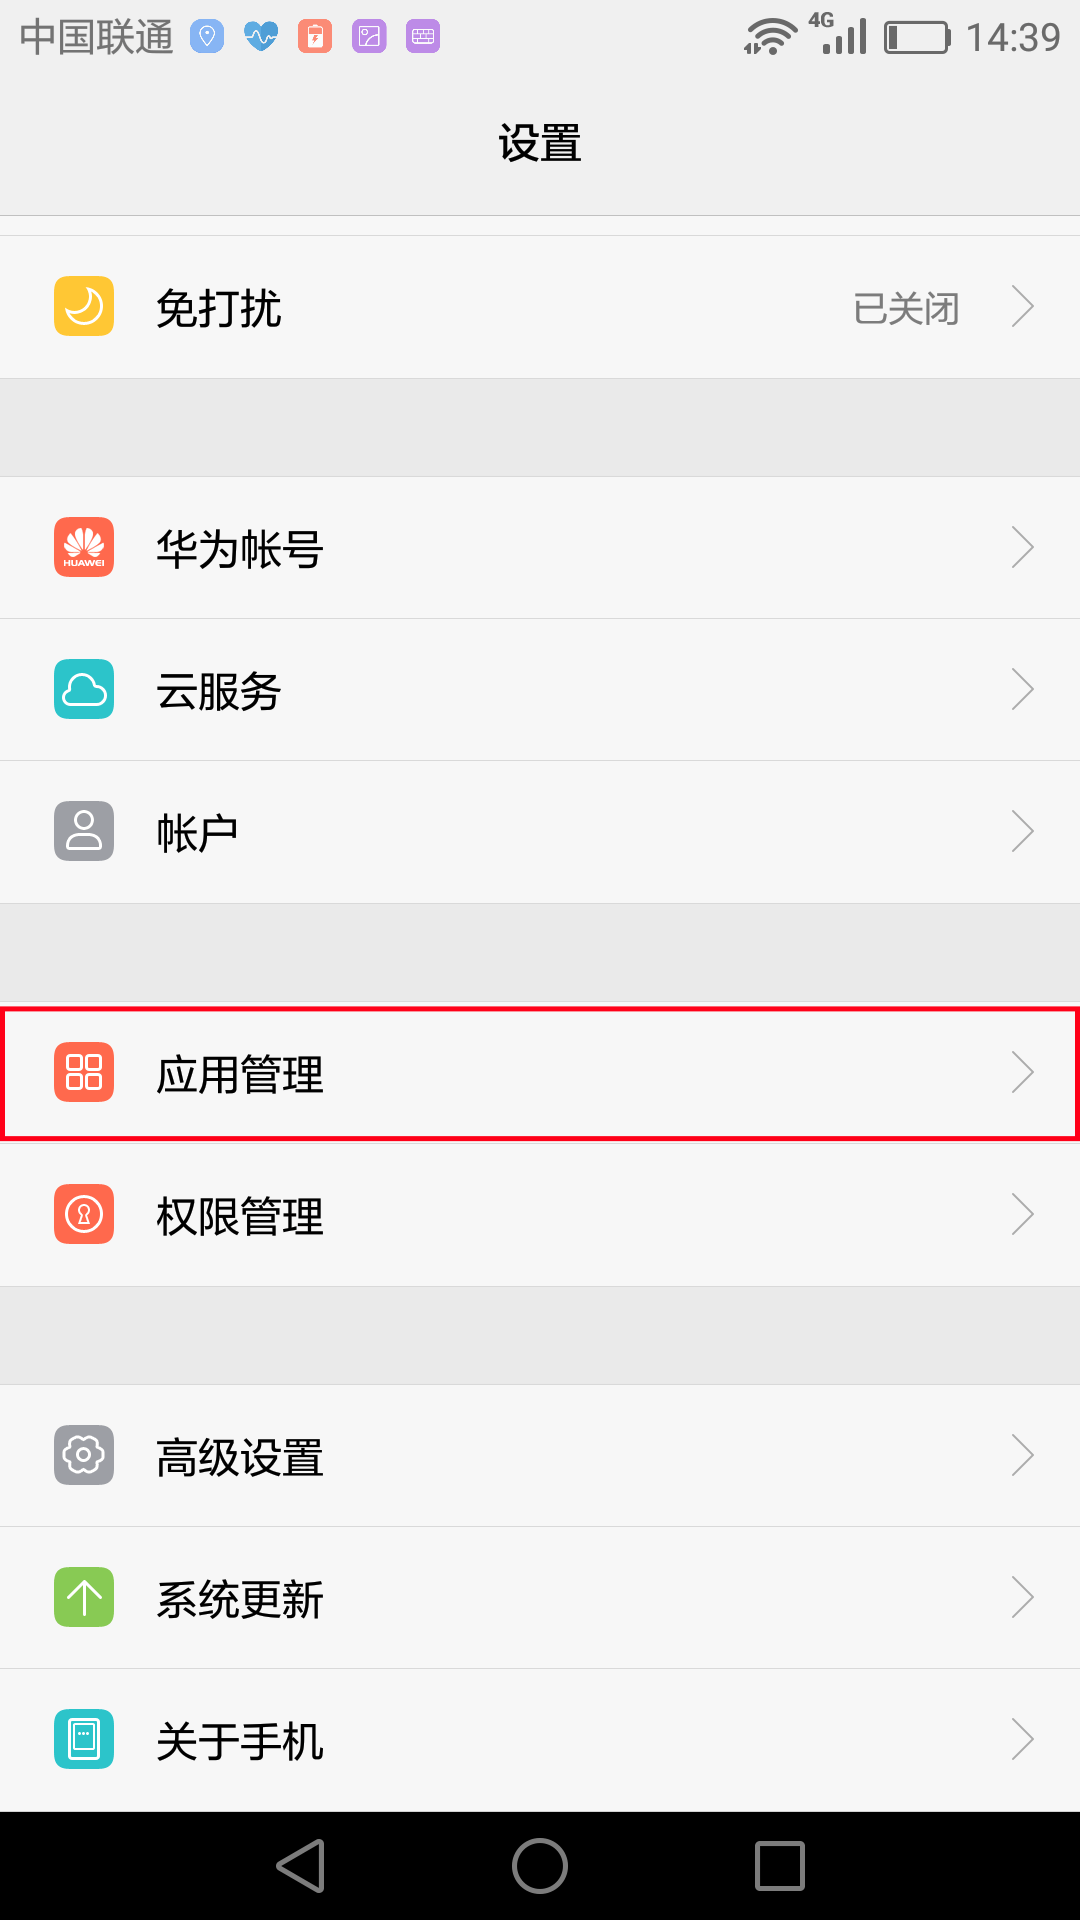 中国联通 4G 14:39
设置
免打扰 已关闭
HUAWEI 华为帐号
云服务
帐户
应用管理
权限管理
高级设置
系统更新
关于手机